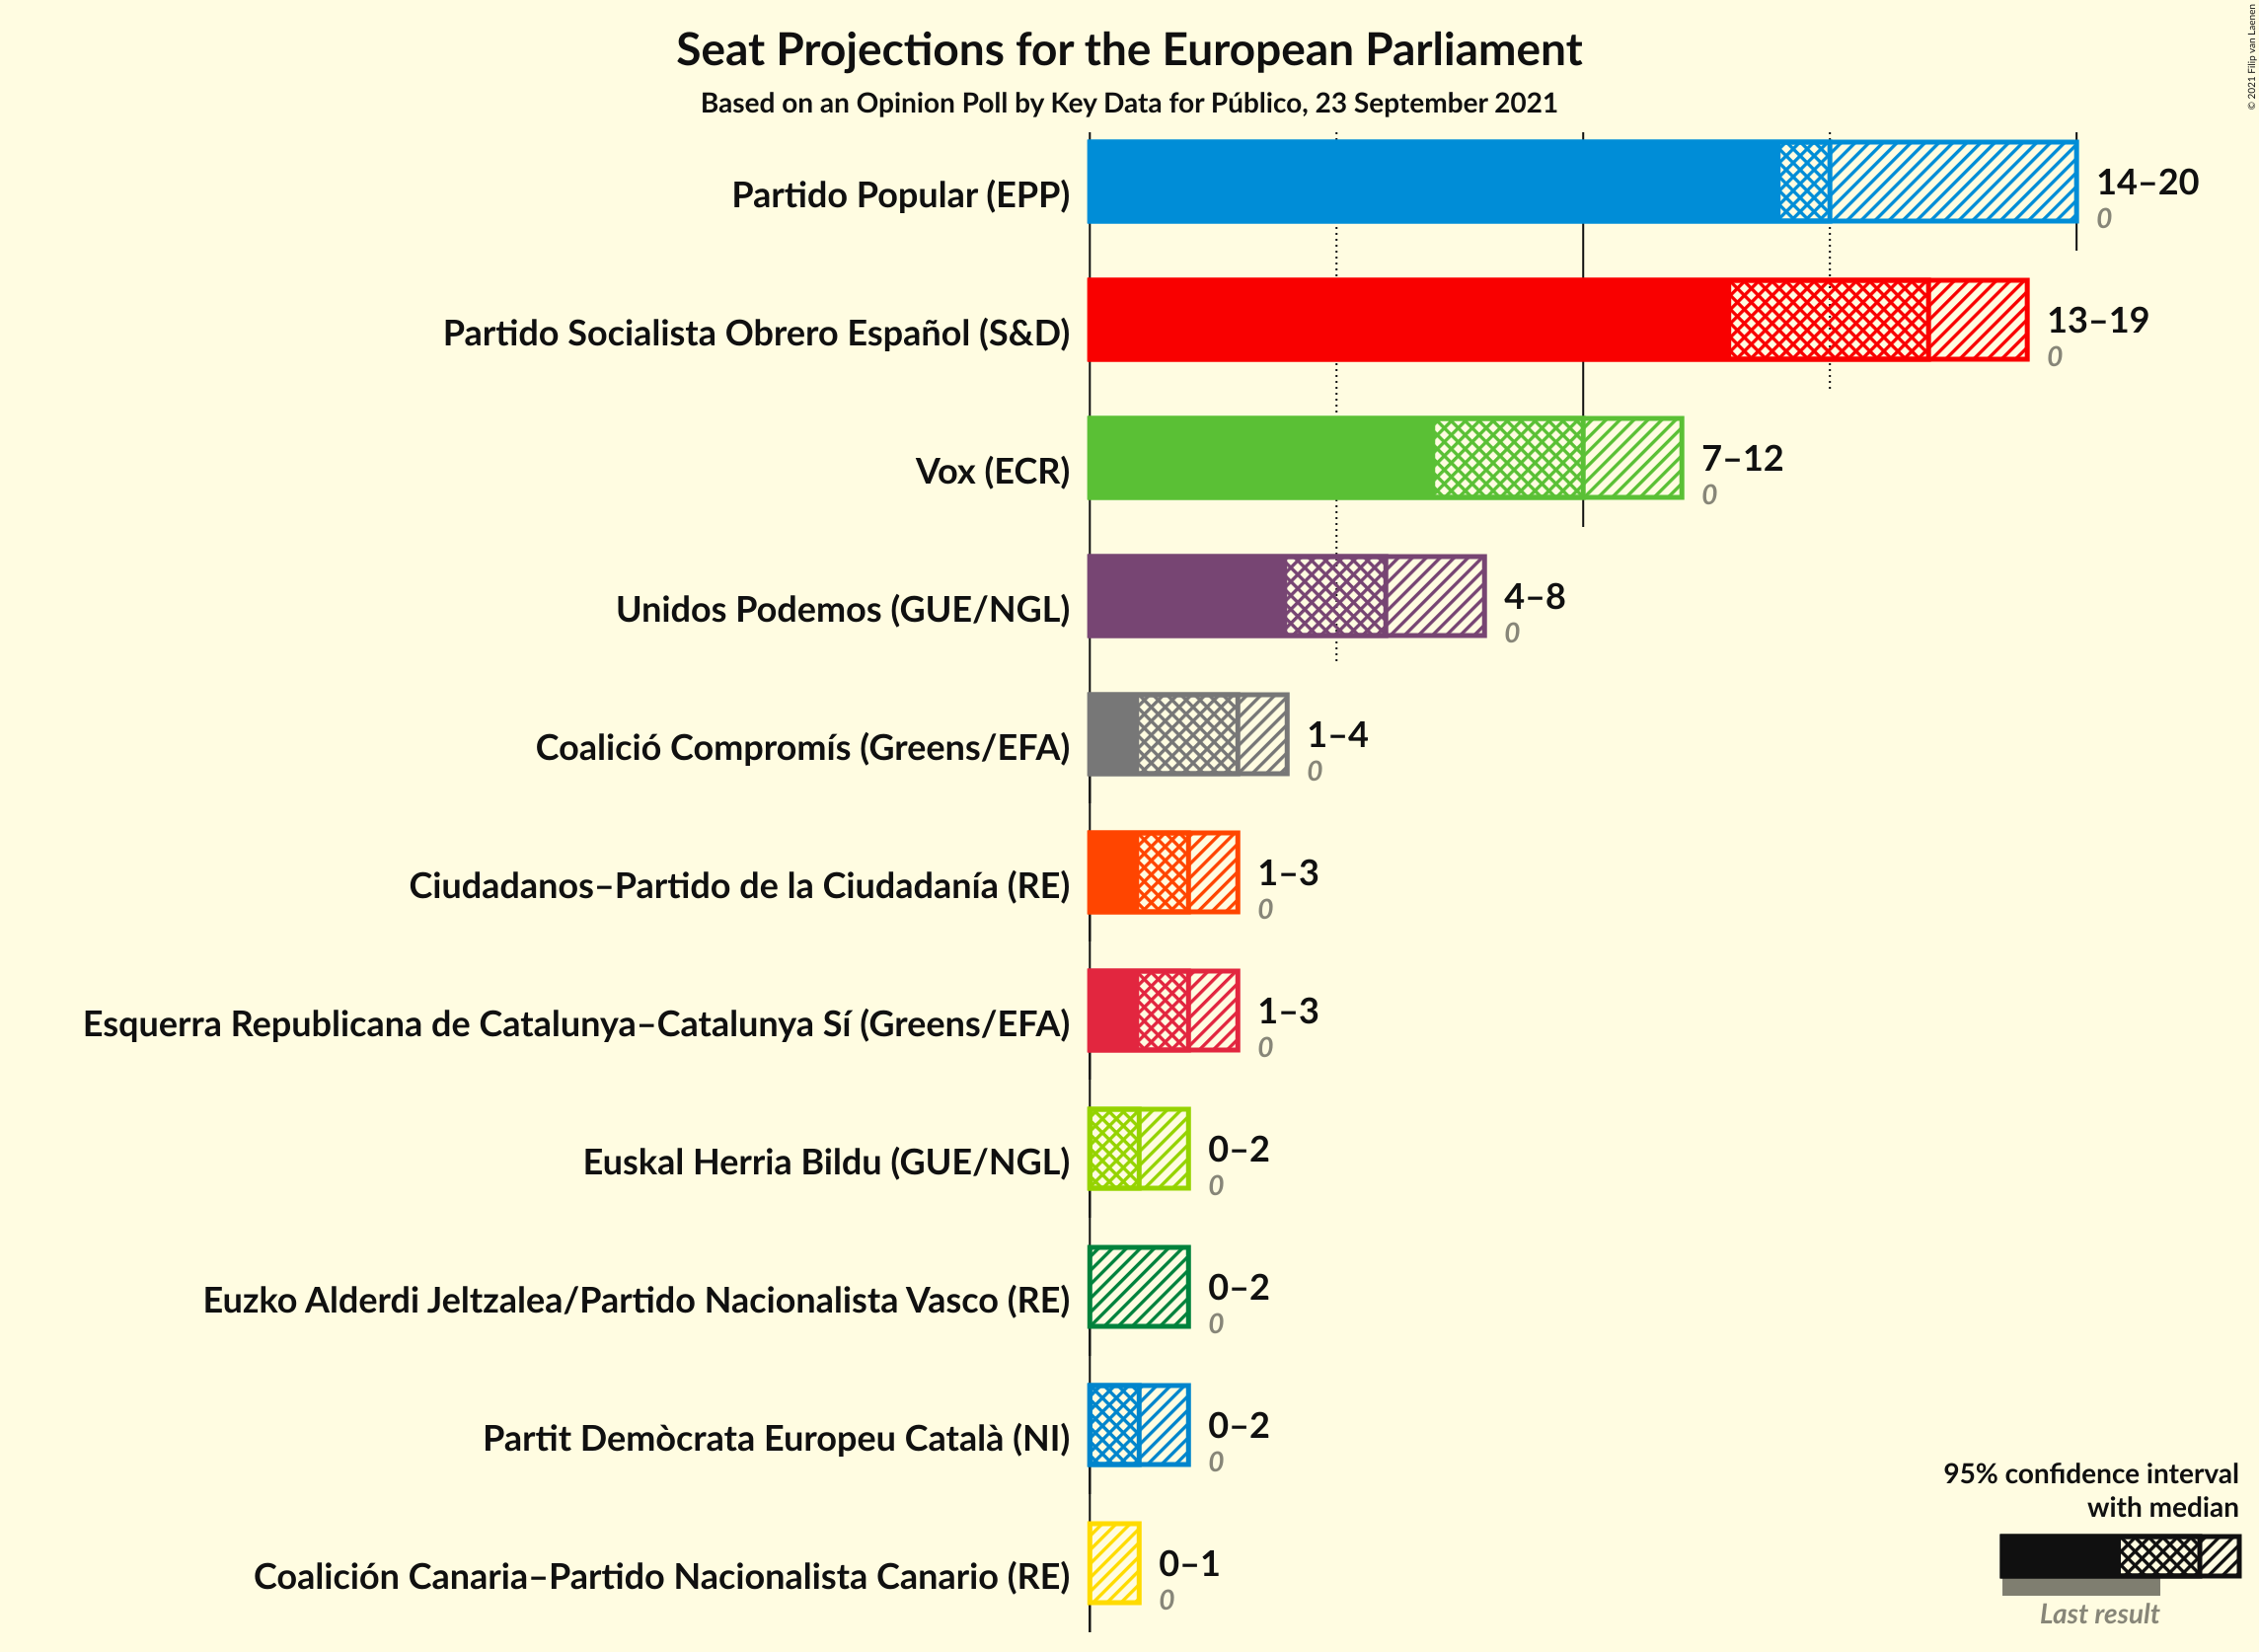 Seat Projections for the European Parliament
Based on an Opinion Poll by Key Data for Público, 23 September 2021
© 2021 Filip van Laenen
Partido Popular (EPP)
14–20
0
Partido Socialista Obrero Español (S&D)
13–19
0
Vox (ECR)
7–12
0
Unidos Podemos (GUE/NGL)
4–8
0
Coalició Compromís (Greens/EFA)
1–4
0
Ciudadanos–Partido de la Ciudadanía (RE)
1–3
0
Esquerra Republicana de Catalunya–Catalunya Sí (Greens/EFA)
1–3
0
Euskal Herria Bildu (GUE/NGL)
0–2
0
Euzko Alderdi Jeltzalea/Partido Nacionalista Vasco (RE)
0–2
0
Partit Demòcrata Europeu Català (NI)
0–2
0
Coalición Canaria–Partido Nacionalista Canario (RE)
0–1
0
95% confidence interval
with median
Last result